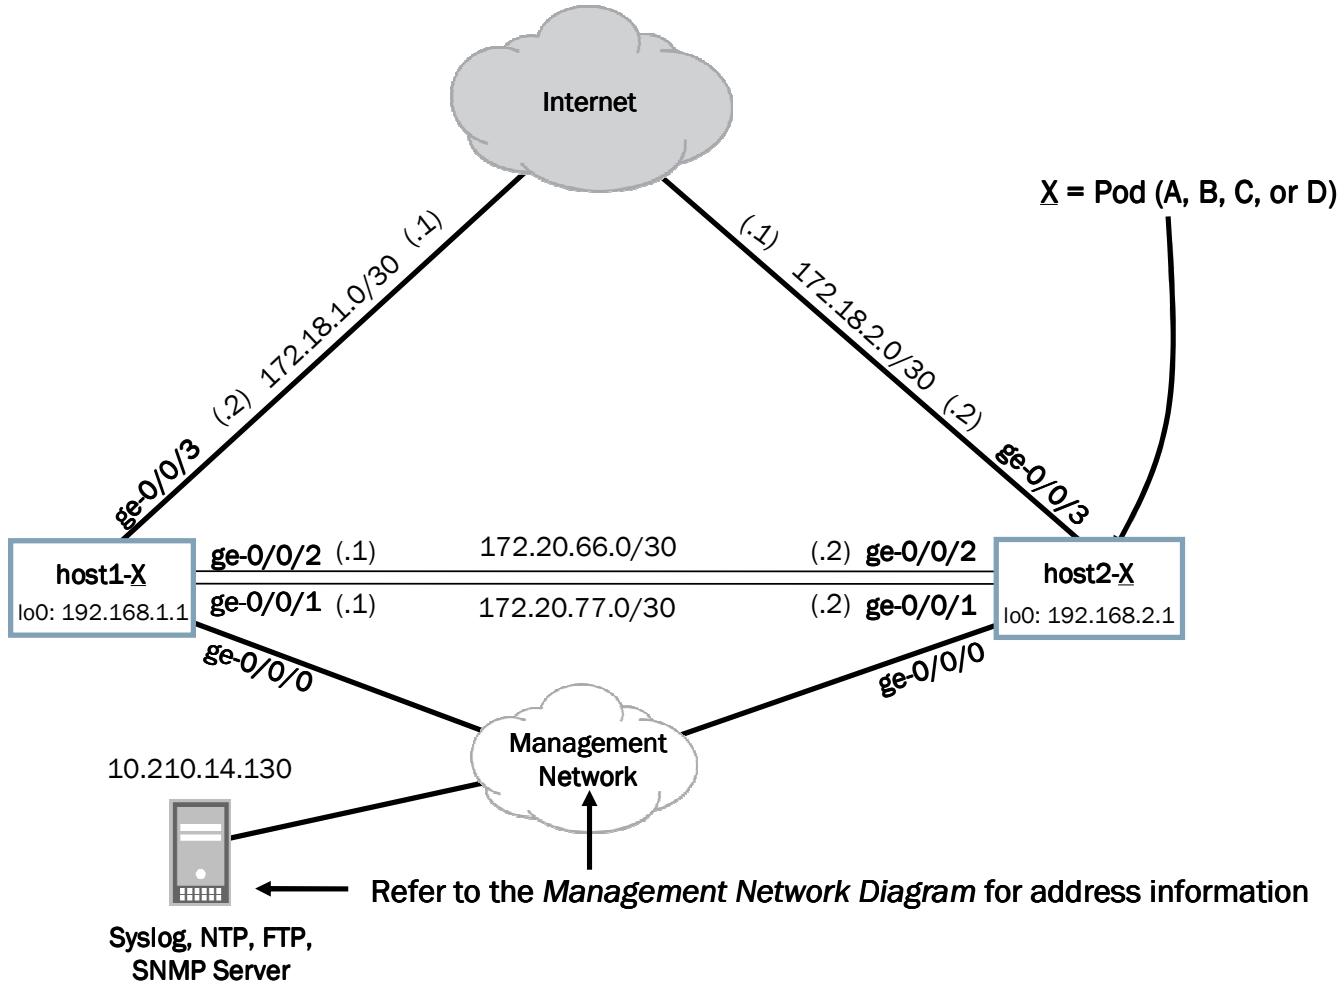 Internet
X = Pod (A, B, C, or D)
(.1)
172.18.1.0/30
(.2)
ge-0/0/3
(.1)
172.18.2.0/30
(.2)
ge-0/0/3
host1-X
lo0: 192.168.1.1
ge-0/0/2 (.1)
172.20.66.0/30
(.2) ge-0/0/2
ge-0/0/1 (.1)
172.20.77.0/30
(.2) ge-0/0/1
host2-X
lo0: 192.168.2.1
ge-0/0/0
ge-0/0/0
Management
Network
10.210.14.130
Refer to the Management Network Diagram for address information
Syslog, NTP, FTP,
SNMP Server